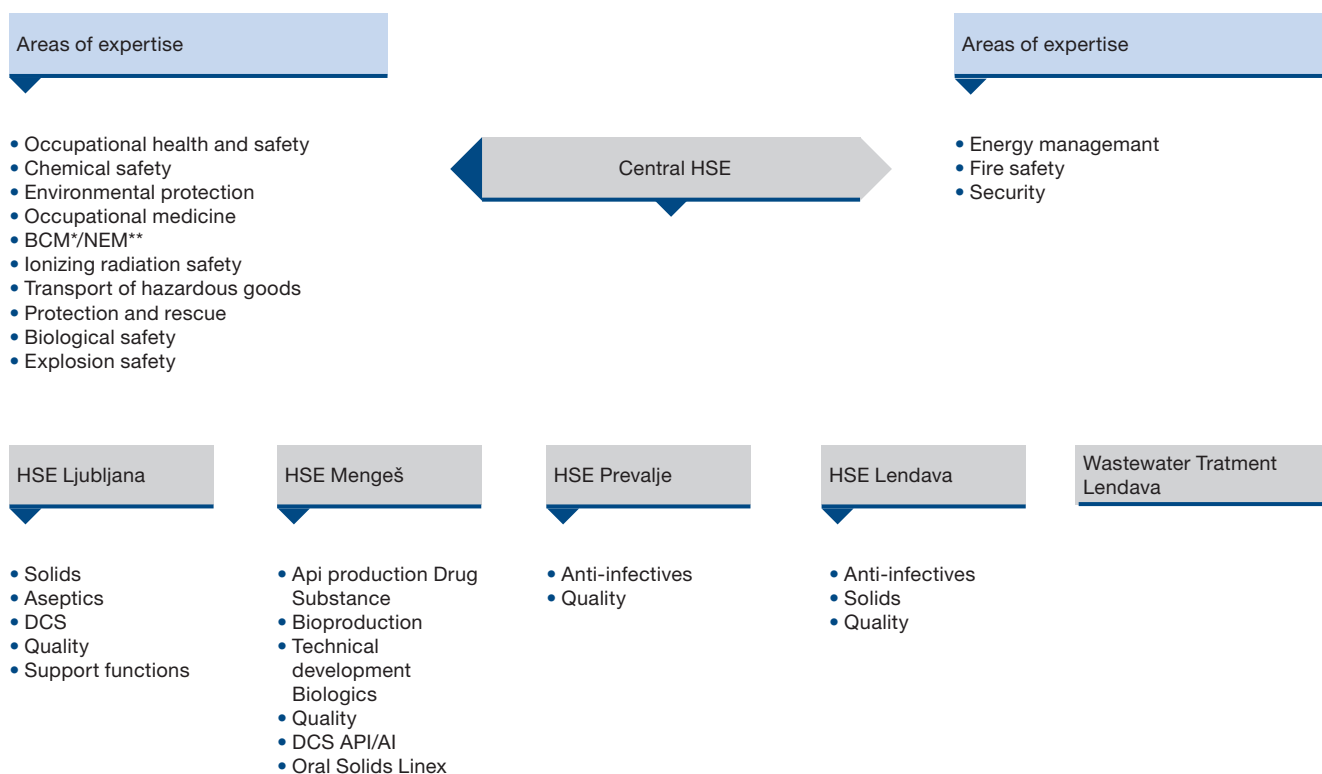 Areas of expertise
• Occupational health and safety
• Chemical safety
• Environmental protection
• Occupational medicine
• BCM*/NEM**
• Ionizing radiation safety
• Transport of hazardous goods
• Protection and rescue
• Biological safety
• Explosion safety
Central HSE
Areas of expertise
• Energy managemant
• Fire safety
• Security
HSE Ljubljana
• Solids
• Aseptics
• DCS
• Quality
• Support functions
HSE Mengeš
• Api production Drug
Substance
• Bioproduction
• Technical
development
Biologics
• Quality
• DCS API/AI
• Oral Solids Linex
HSE Prevalje
• Anti-infectives
• Quality
HSE Lendava
• Anti-infectives
• Solids
• Quality
Wastewater Tratment
Lendava